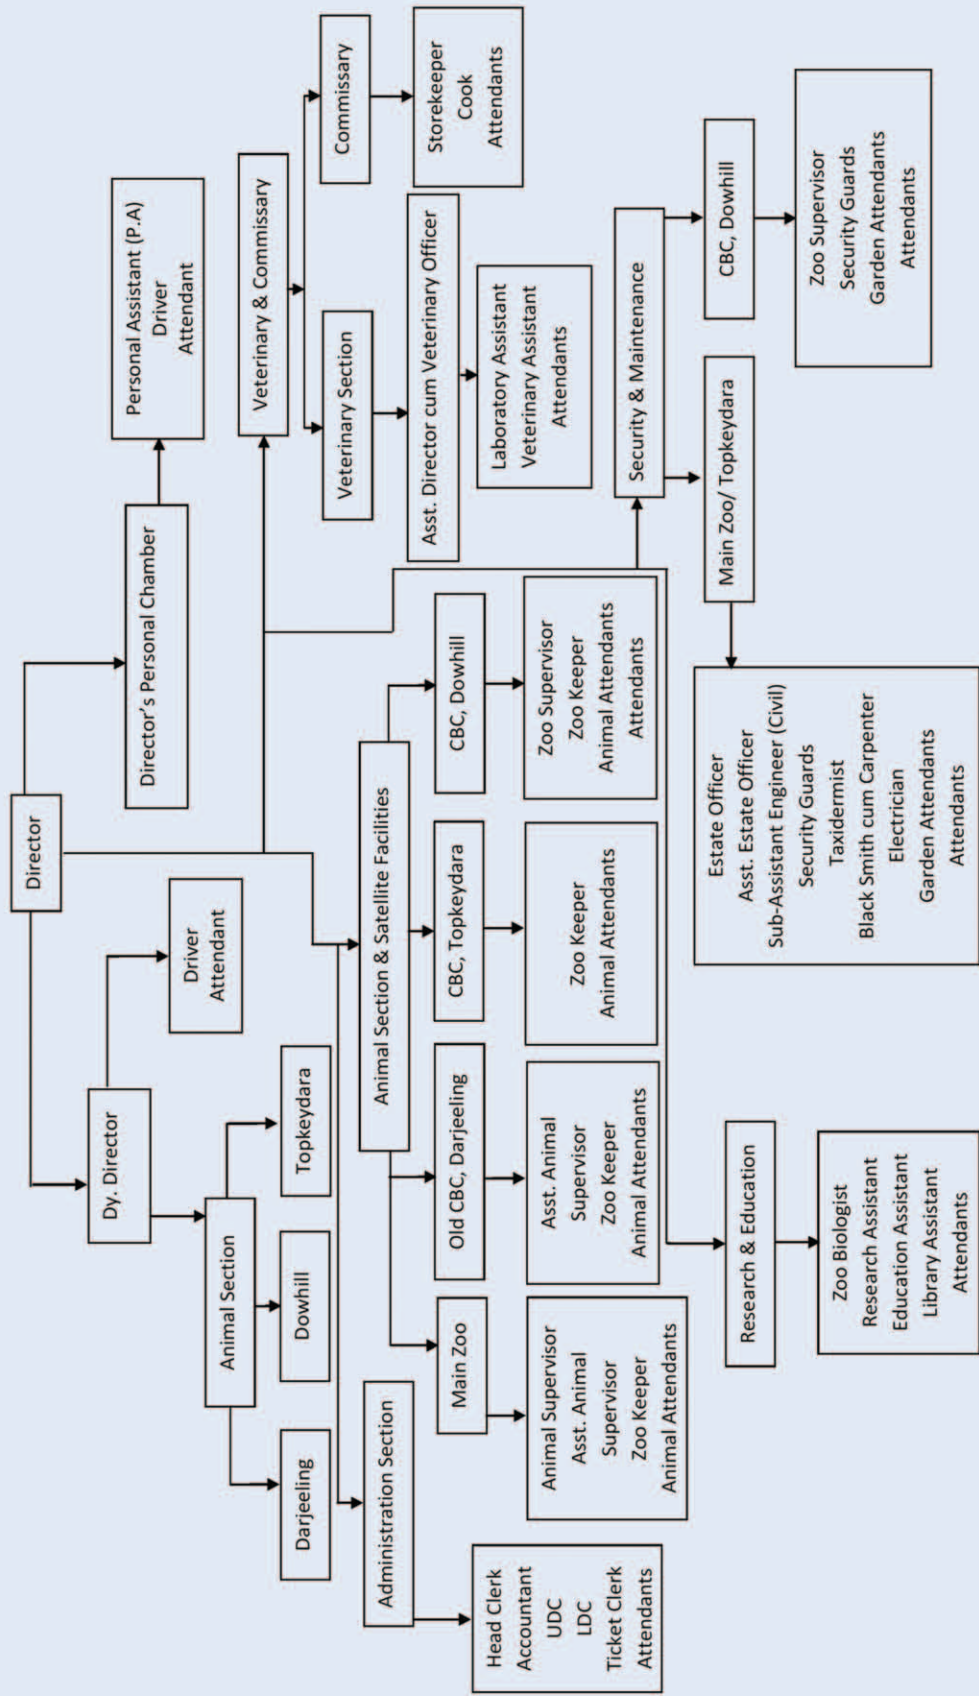 Director
Dy. Director
Driver
Attendant
Director's Personal Chamber
Personal Assistant (P.A)
Driver
Attendant
Animal Section
Darjeeling
Dowhill
Topkeydara
Veterinary & Commissary
Veterinary Section
Commissary
Asst. Director cum Veterinary Officer
Storekeeper
Cook
Attendants
Laboratory Assistant
Veterinary Assistant
Attendants
Administration Section
Head Clerk
Accountant
UDC
LDC
Ticket Clerk
Attendants
Animal Section & Satellite Facilities
Main Zoo
Old CBC, Darjeeling
CBC, Topkeydara
CBC, Dowhill
Animal Supervisor
Asst. Animal
Supervisor
Zoo Keeper
Animal Attendants
Asst. Animal
Supervisor
Zoo Keeper
Animal Attendants
Zoo Keeper
Animal Attendants
Zoo Supervisor
Zoo Keeper
Animal Attendants
Attendants
Security & Maintenance
Main Zoo/ Topkeydara
CBC, Dowhill
Estate Officer
Asst. Estate Officer
Sub-Assistant Engineer (Civil)
Security Guards
Taxidermist
Black Smith cum Carpenter
Electrician
Garden Attendants
Attendants
Zoo Supervisor
Security Guards
Garden Attendants
Attendants
Research & Education
Zoo Biologist
Research Assistant
Education Assistant
Library Assistant
Attendants